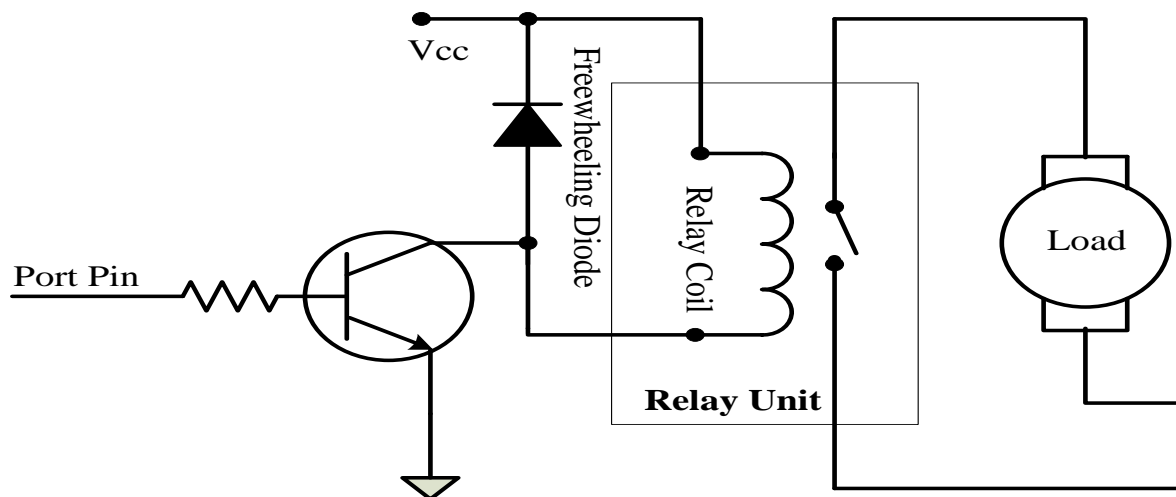 Vcc
Freewheeling Diode
Relay Coil
Load
Port Pin
Relay Unit